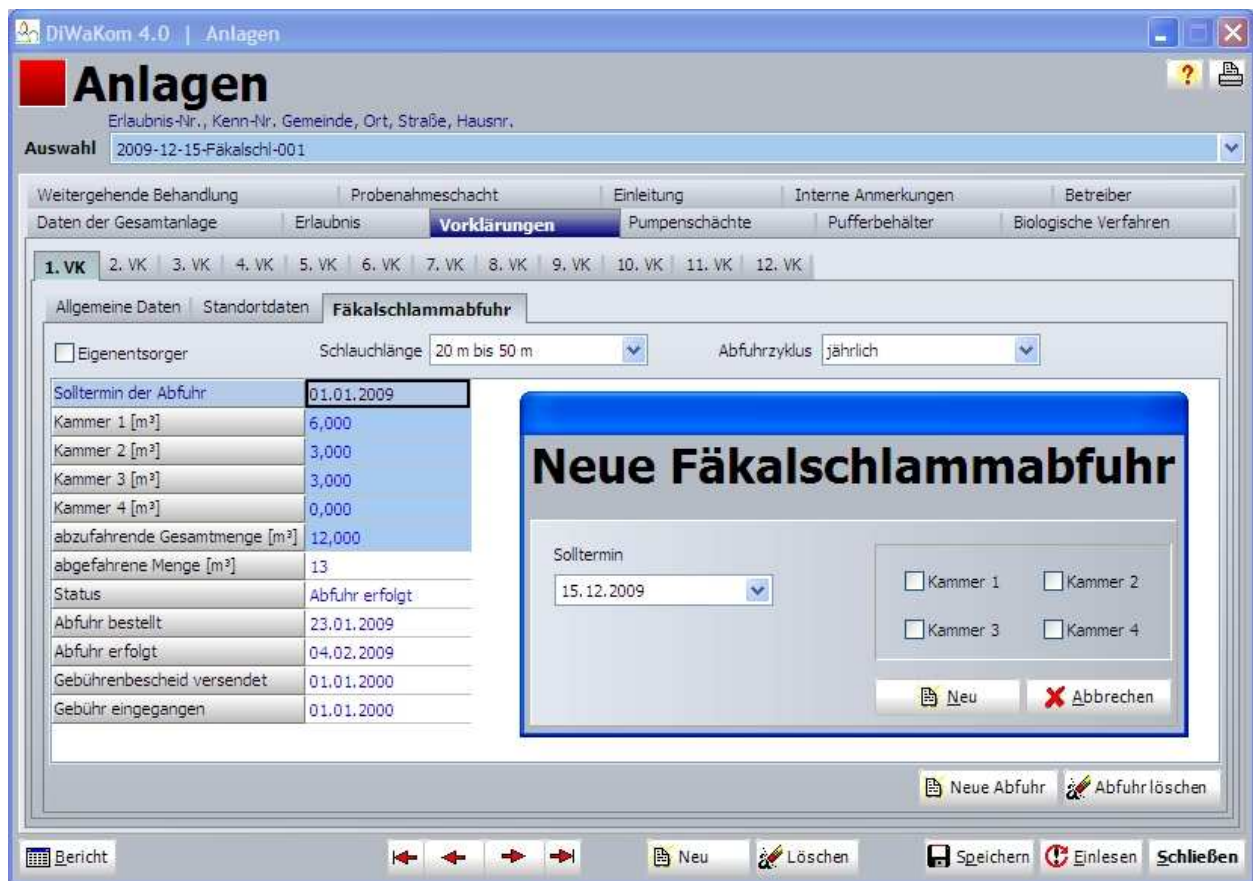 DiWaKom 4.0 | Anlagen
Anlagen
Erlaubnis-Nr., Kenn-Nr. Gemeinde, Ort, Straße, Hausnr.
Auswahl 2009-12-15-Fäkalschl-001
Weitergehende Behandlung Probenahmeschacht Einleitung Interne Anmerkungen Betreiber
Daten der Gesamtanlage Erlaubnis Vorklärungen Pumpenschächte Pufferbehälter Biologische Verfahren
1. VK 2. VK 3. VK 4. VK 5. VK 6. VK 7. VK 8. VK 9. VK 10. VK 11. VK 12. VK
Allgemeine Daten Standortdaten Fäkalschlammabfuhr
Eigenentsorger Schlauchlänge 20 m bis 50 m Abfuhrzyklus jährlich
Solltermin der Abfuhr 01.01.2009
Kammer 1 [m³] 6,000
Kammer 2 [m³] 3,000
Kammer 3 [m³] 3,000
Kammer 4 [m³] 0,000
abzufahrende Gesamtmenge [m³] 12,000
abgefahrene Menge [m³] 13
Status Abfuhr erfolgt
Abfuhr bestellt 23.01.2009
Abfuhr erfolgt 04.02.2009
Gebührenbescheid versendet 01.01.2000
Gebühr eingegangen 01.01.2000
Neue Fäkalschlammabfuhr
Solltermin
15.12.2009
Kammer 1 Kammer 2
Kammer 3 Kammer 4
Neu Abbrechen
Neue Abfuhr Abfuhr löschen
Bericht Neu Löschen Speichern Einlesen Schließen